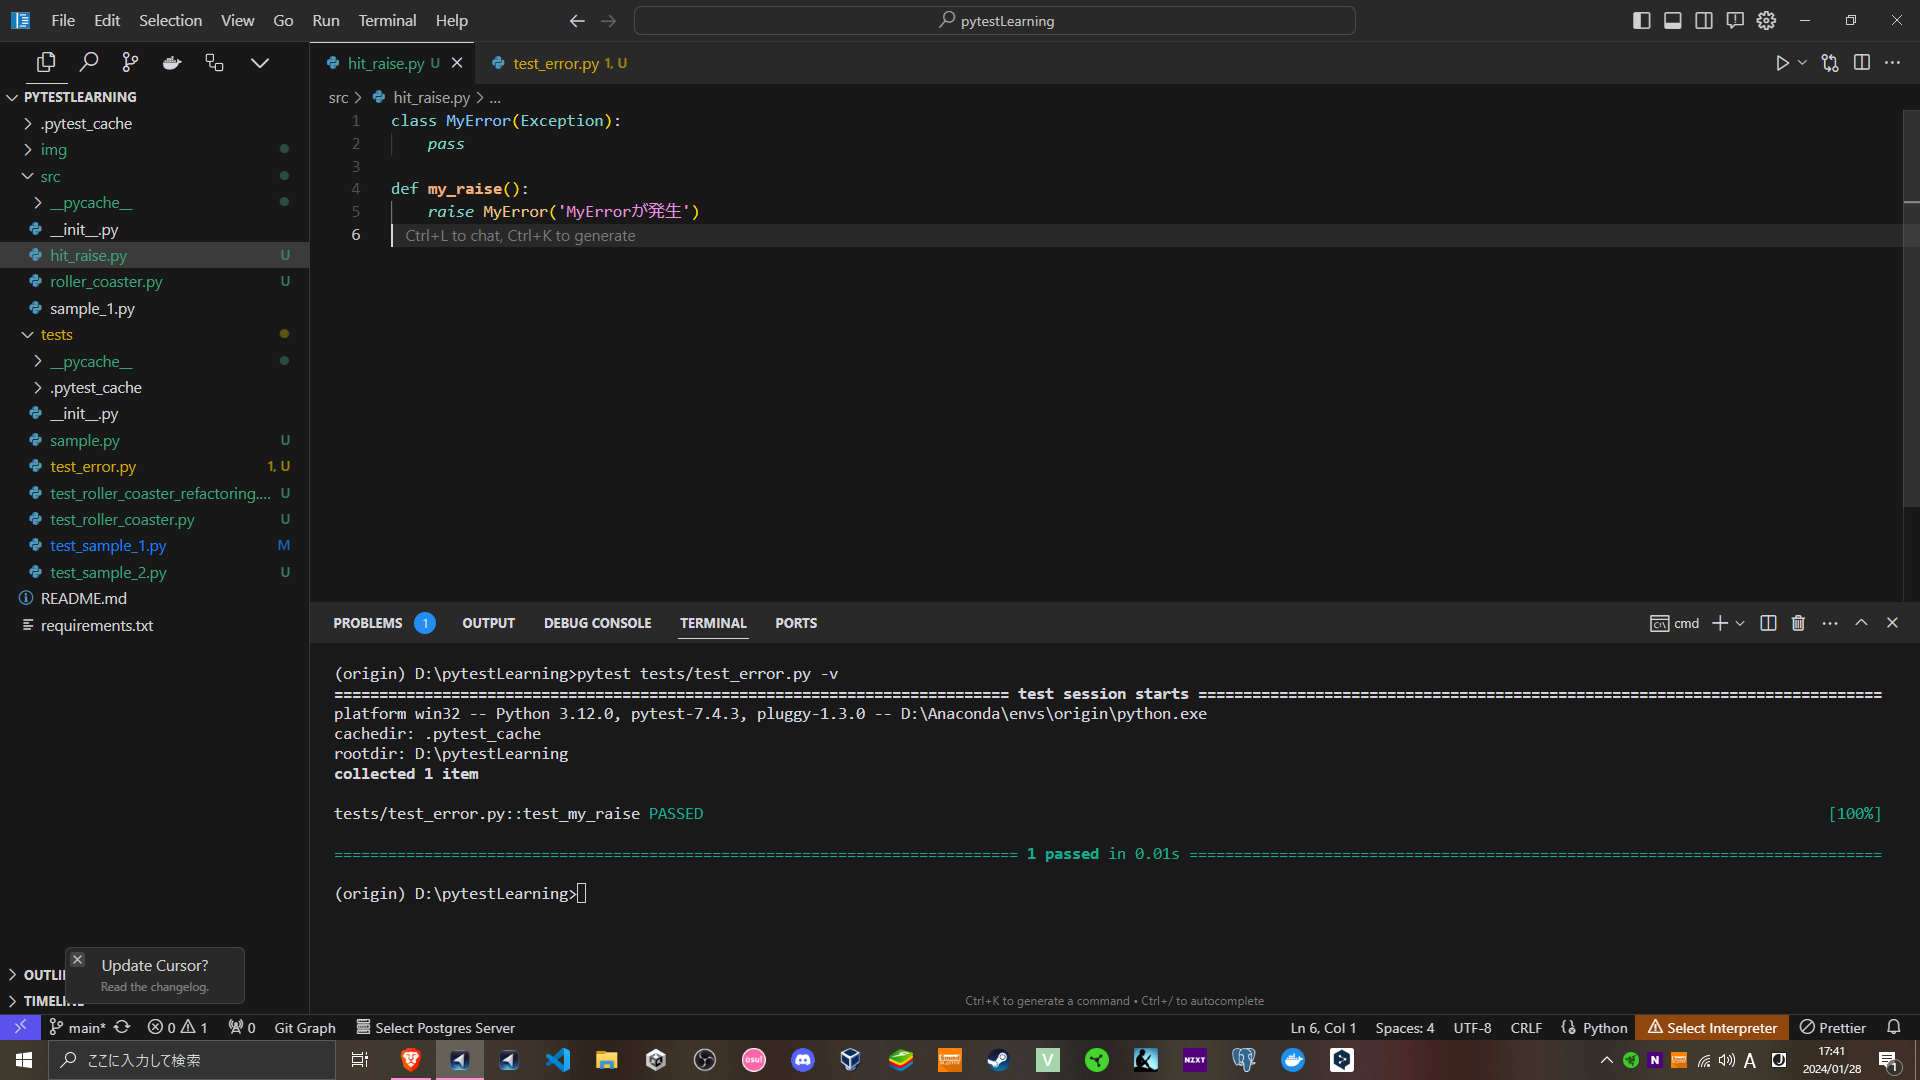 File Edit Selection View Go Run Terminal Help
pytestLearning
hit_raise.py U
test_error.py 1, U
PYTESTLEARNING
.pytest_cache
img
src
__pycache__
__init__.py
hit_raise.py U
roller_coaster.py U
sample_1.py
tests
__pycache__
.pytest_cache
__init__.py
sample.py U
test_error.py 1, U
test_roller_coaster_refactoring.... U
test_roller_coaster.py U
test_sample_1.py M
test_sample_2.py U
README.md
requirements.txt
OUTLI
TIMELINE
Update Cursor?
Read the changelog.
src > hit_raise.py > ...
1 class MyError(Exception):
2 pass
3
4 def my_raise():
5 raise MyError('MyErrorが発生')
6 Ctrl+L to chat, Ctrl+K to generate
PROBLEMS 1 OUTPUT DEBUG CONSOLE TERMINAL PORTS
cmd
(origin) D:\pytestLearning>pytest tests/test_error.py -v
=========================================================================== test session starts ============================================================================
platform win32 -- Python 3.12.0, pytest-7.4.3, pluggy-1.3.0 -- D:\Anaconda\envs\origin\python.exe
cachedir: .pytest_cache
rootdir: D:\pytestLearning
collected 1 item
tests/test_error.py::test_my_raise PASSED [100%]
============================================================================ 1 passed in 0.01s =============================================================================
(origin) D:\pytestLearning>
Ctrl+K to generate a command • Ctrl+/ to autocomplete
main* 0 1 0 Git Graph Select Postgres Server
Ln 6, Col 1 Spaces: 4 UTF-8 CRLF Python Select Interpreter Prettier
ここに入力して検索
osu!
V
NZXT
N
A
17:41
2024/01/28
1